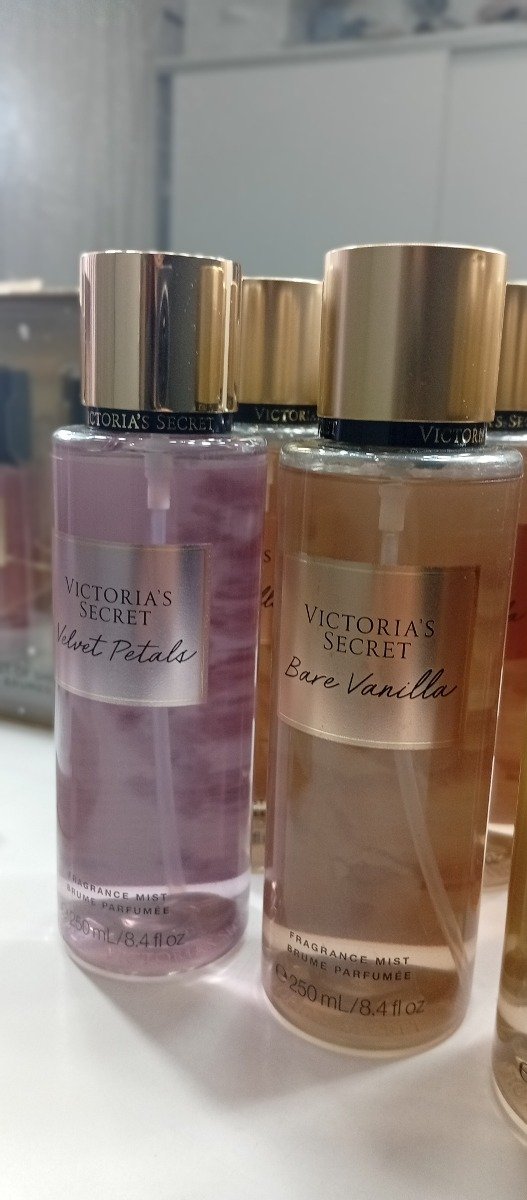 VICTORIA'S SECRET
VICTORIA'S
SECRET
Velvet Petals
FRAGRANCE MIST
BRUME PARFUMÉE
250 mL/8.4 fl oz
VICTORIA
VICTOR
VICTORIA'S
SECRET
Bare Vanilla
FRAGRANCE MIST
BRUME PARFUMÉE
250 mL/8.4 fl oz